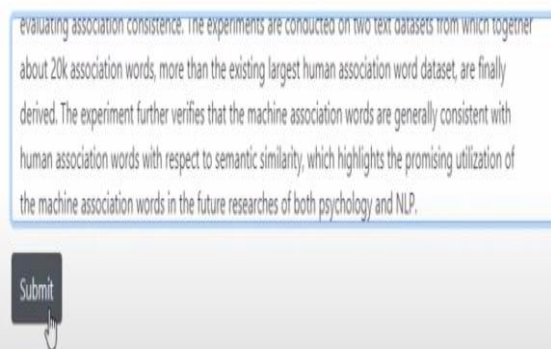 evaluating association consistence. The experiments are conducted on two text datasets from which together
about 20k association words, more than the existing largest human association word dataset, are finally
derived. The experiment further verifies that the machine association words are generally consistent with
human association words with respect to semantic similarity, which highlights the promising utilization of
the machine association words in the future researches of both psychology and NLP.
Submit